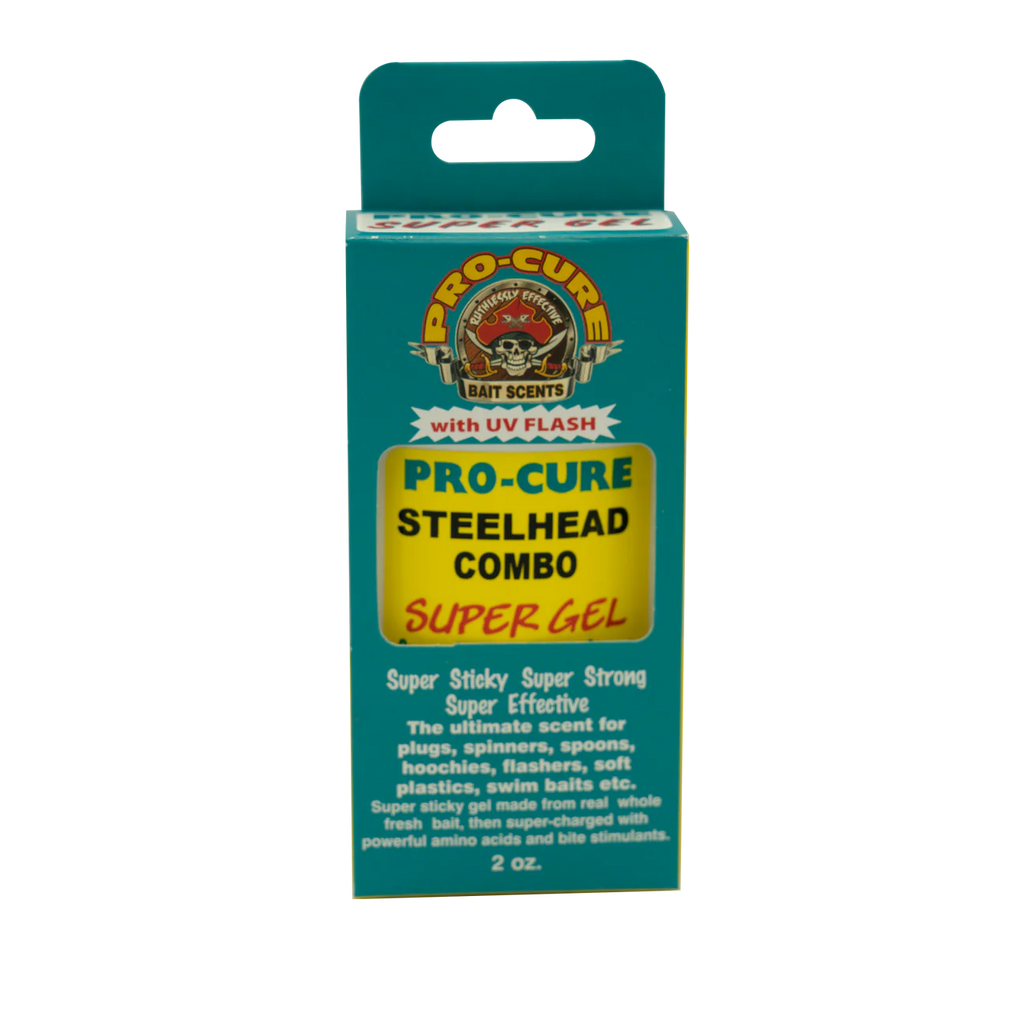 PRO-CURE
SUPER GEL
PRO-CURE
RUTHLESSLY EFFECTIVE
BAIT SCENTS
with UV FLASH
PRO-CURE
STEELHEAD
COMBO
SUPER GEL
Super Sticky Super Strong
Super Effective
The ultimate scent for
plugs, spinners, spoons,
hoochies, flashers, soft
plastics, swim baits etc.
Super sticky gel made from real whole
fresh bait, then super-charged with
powerful amino acids and bite stimulants.
2 oz.